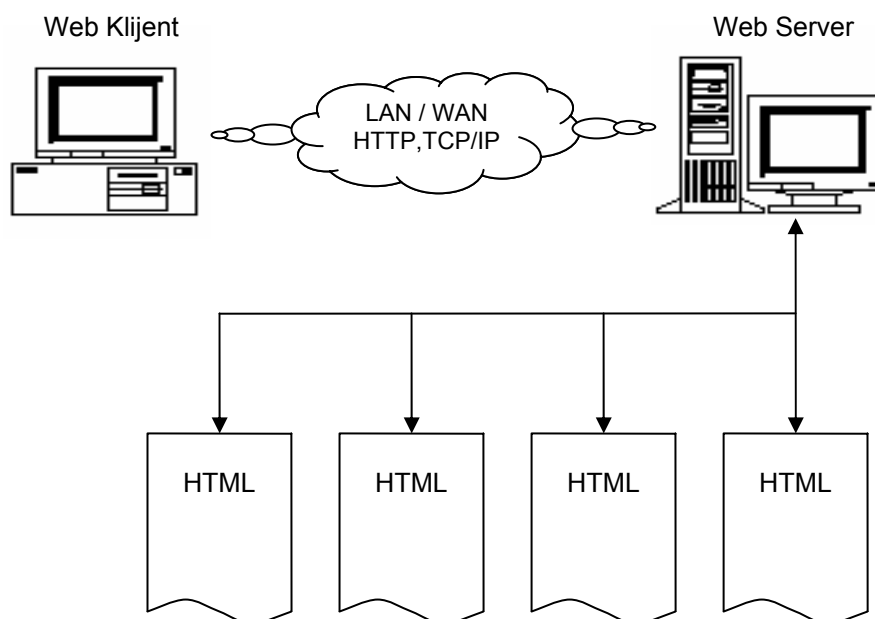 Web Klijent
Web Server
LAN / WAN
HTTP,TCP/IP
HTML
HTML
HTML
HTML